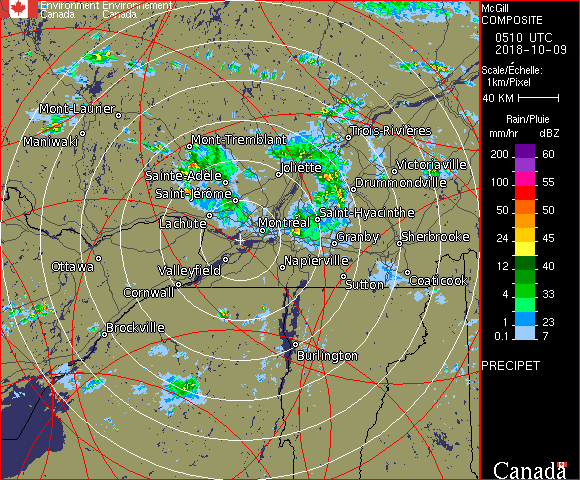 Environment Environnement
Canada Canada
McGill
COMPOSITE
0510 UTC
2018-10-09
Scale/Échelle:
1km/Pixel
40 KM
Rain/Pluie
mm/hr dBZ
200 60
100 55
50 50
24 45
12 40
4 33
1 23
0.1 7
PRECIPET
Canada
Mont-Laurier
Maniwaki
Mont-Tremblant
Trois-Rivières
Sainte-Adèle
Joliette
Victoriaville
Saint-Jérôme
Drummondville
Lachute
Montréal
Saint-Hyacinthe
Granby
Sherbrooke
Ottawa
Valleyfield
Napierville
Cornwall
Sutton
Coaticook
Brockville
Burlington